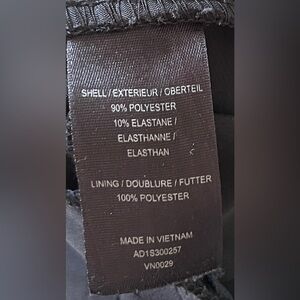 SHELL / EXTERIEUR / OBERTEIL
90% POLYESTER
10% ELASTANE /
ELASTHANNE /
ELASTHAN
LINING / DOUBLURE / FUTTER
100% POLYESTER
MADE IN VIETNAM
AD1S300257
VN0029